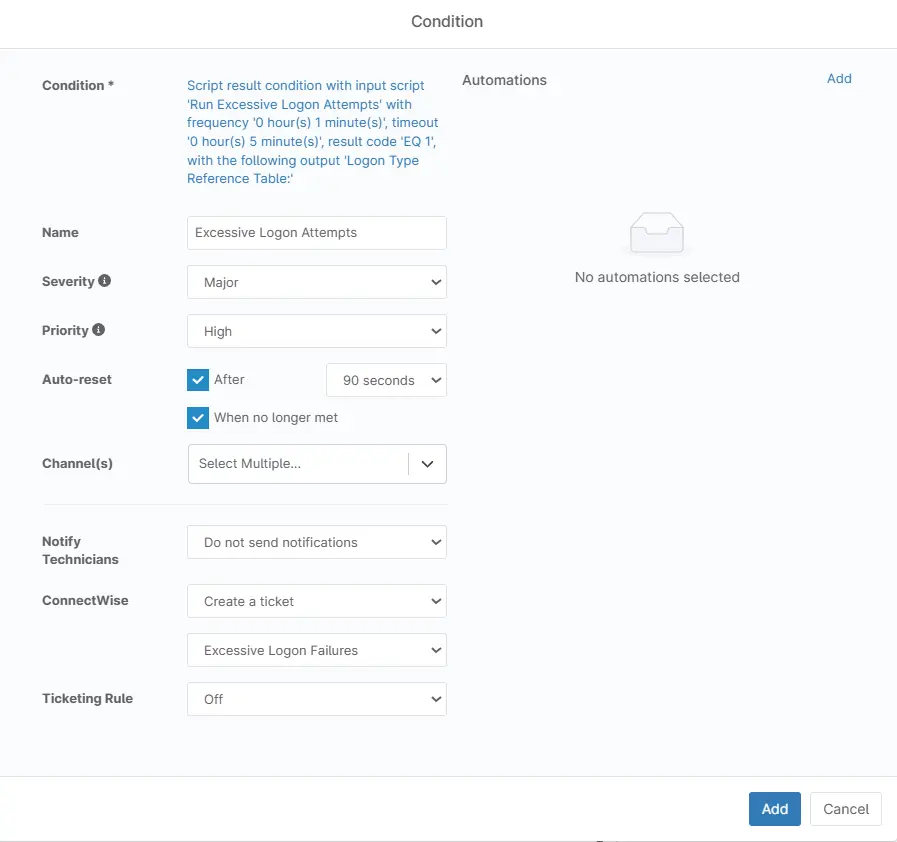 Condition
Condition *
Script result condition with input script
'Run Excessive Logon Attempts' with
frequency '0 hour(s) 1 minute(s)', timeout
'0 hour(s) 5 minute(s)', result code 'EQ 1',
with the following output 'Logon Type
Reference Table:'
Name
Excessive Logon Attempts
Severity
Major
Priority
High
Auto-reset
After
90 seconds
When no longer met
Channel(s)
Select Multiple...
Notify
Technicians
Do not send notifications
ConnectWise
Create a ticket
Excessive Logon Failures
Ticketing Rule
Off
Automations
Add
No automations selected
Add
Cancel